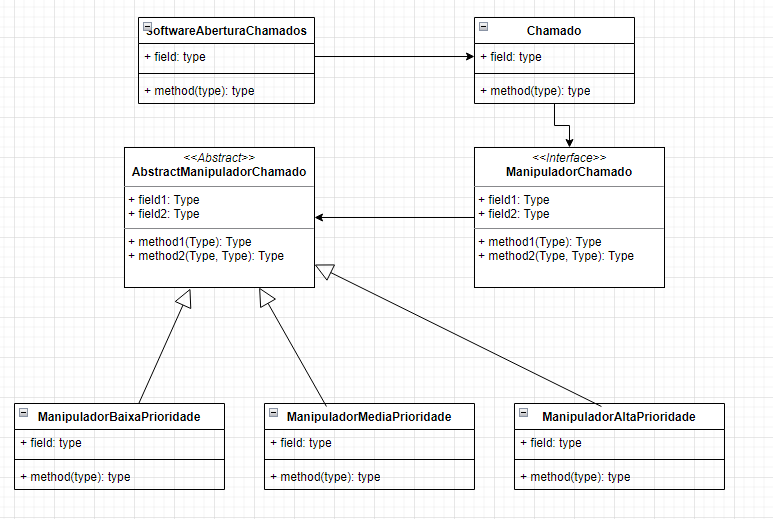 SoftwareAberturaChamados
+ field: type
+ method(type): type
Chamado
+ field: type
+ method(type): type
<<Abstract>>
AbstractManipuladorChamado
+ field1: Type
+ field2: Type
+ method1(Type): Type
+ method2(Type, Type): Type
<<Interface>>
ManipuladorChamado
+ field1: Type
+ field2: Type
+ method1(Type): Type
+ method2(Type, Type): Type
ManipuladorBaixaPrioridade
+ field: type
+ method(type): type
ManipuladorMediaPrioridade
+ field: type
+ method(type): type
ManipuladorAltaPrioridade
+ field: type
+ method(type): type